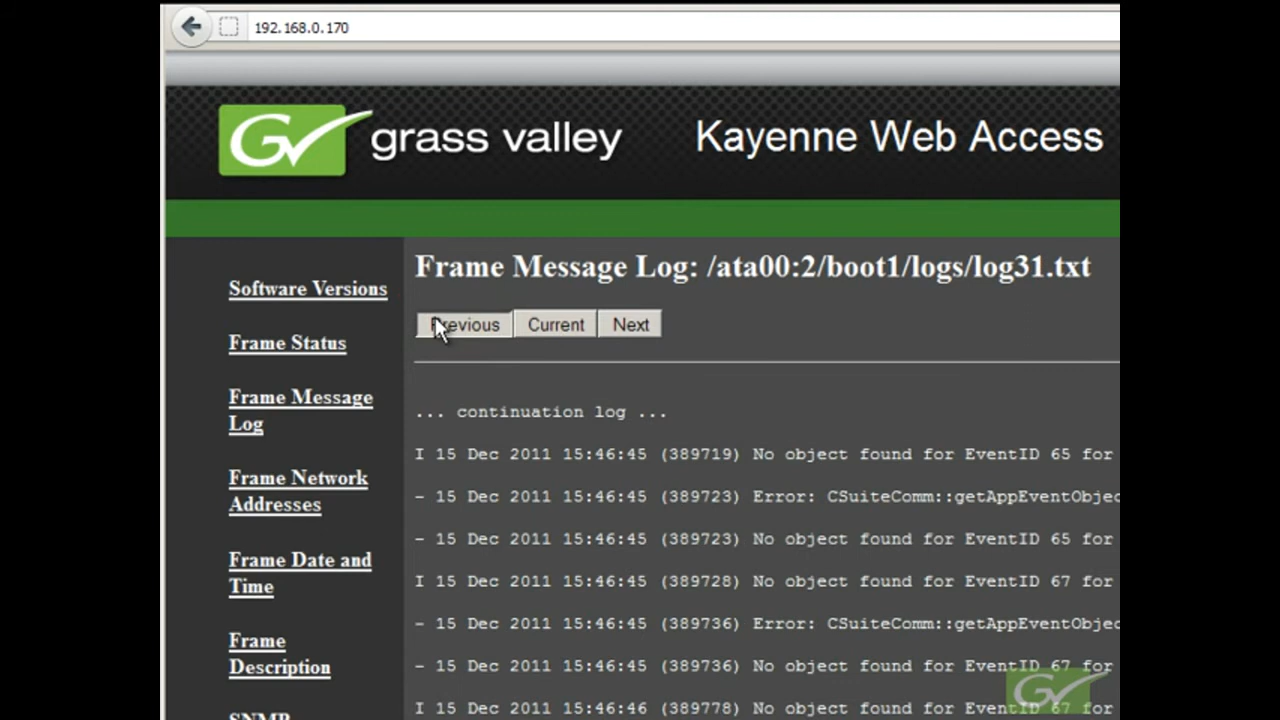 192.168.0.170
GV grass valley
Kayenne Web Access
Software Versions
Frame Status
Frame Message
Log
Frame Network
Addresses
Frame Date and
Time
Frame
Description
SNMP
Frame Message Log: /ata00:2/boot1/logs/log31.txt
Previous Current Next
... continuation log ...
I 15 Dec 2011 15:46:45 (389719) No object found for EventID 65 for
- 15 Dec 2011 15:46:45 (389723) Error: CSuiteComm::getAppEventObjec
- 15 Dec 2011 15:46:45 (389723) No object found for EventID 65 for
I 15 Dec 2011 15:46:45 (389728) No object found for EventID 67 for
- 15 Dec 2011 15:46:45 (389736) Error: CSuiteComm::getAppEventObjec
- 15 Dec 2011 15:46:45 (389736) No object found for EventID 67 for
I 15 Dec 2011 15:46:46 (389778) No object found for EventID 67 for
GV